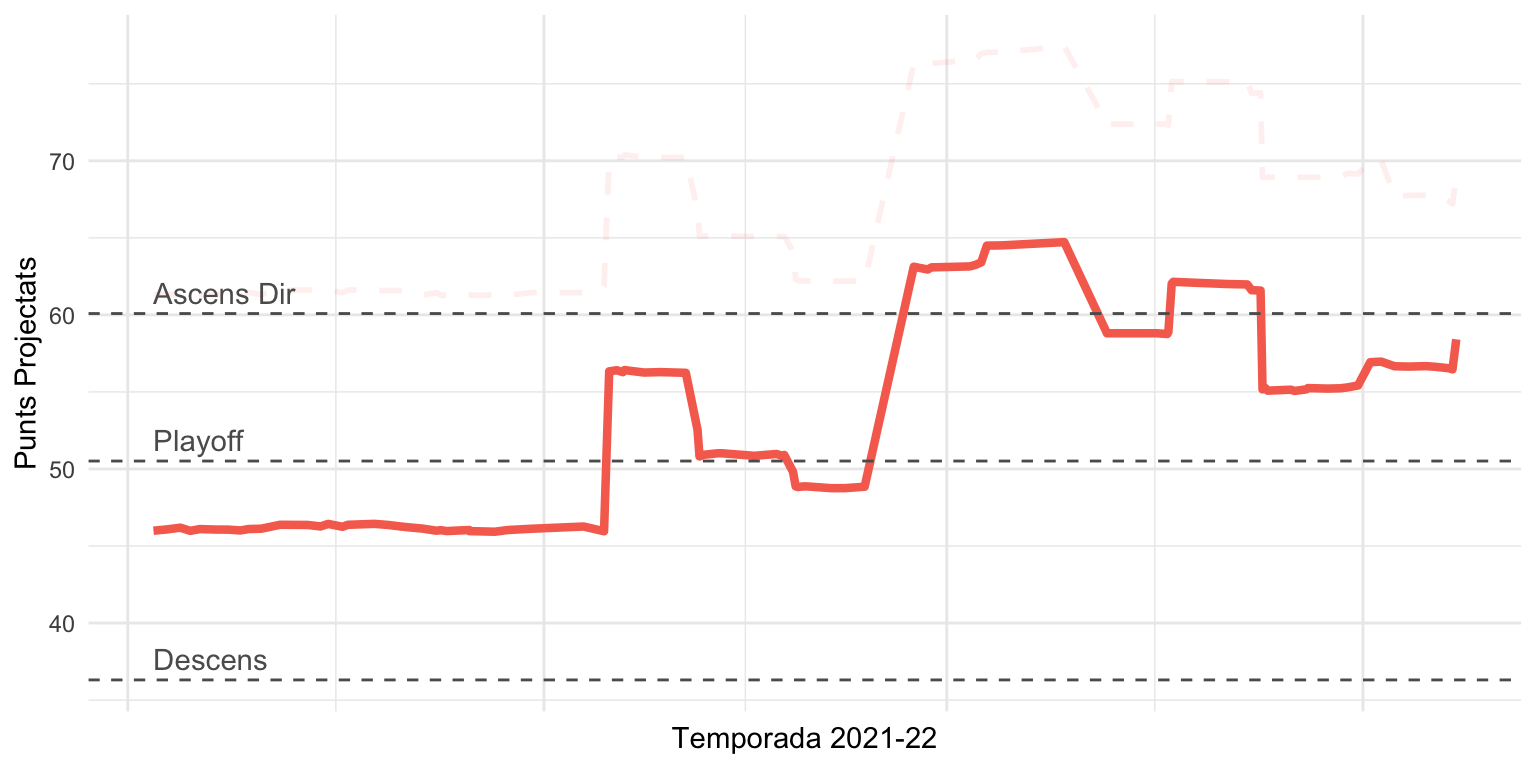 70
60
50
40
Punts Projectats
Ascens Dir
Playoff
Descens
Temporada 2021-22